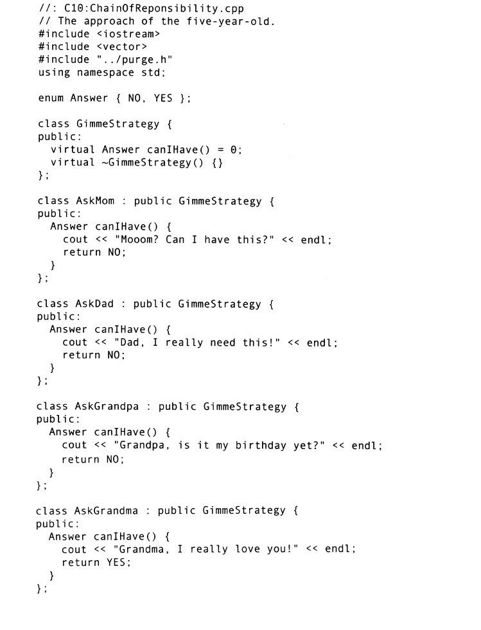 //: C10:ChainOfReponsibility.cpp
// The approach of the five-year-old.
#include <iostream>
#include <vector>
#include "../purge.h"
using namespace std;

enum Answer { NO, YES };

class GimmeStrategy {
public:
  virtual Answer canIHave() = 0;
  virtual ~GimmeStrategy() {}
};

class AskMom : public GimmeStrategy {
public:
  Answer canIHave() {
    cout << "Mooom? Can I have this?" << endl;
    return NO;
  }
};

class AskDad : public GimmeStrategy {
public:
  Answer canIHave() {
    cout << "Dad, I really need this!" << endl;
    return NO;
  }
};

class AskGrandpa : public GimmeStrategy {
public:
  Answer canIHave() {
    cout << "Grandpa, is it my birthday yet?" << endl;
    return NO;
  }
};

class AskGrandma : public GimmeStrategy {
public:
  Answer canIHave() {
    cout << "Grandma, I really love you!" << endl;
    return YES;
  }
};